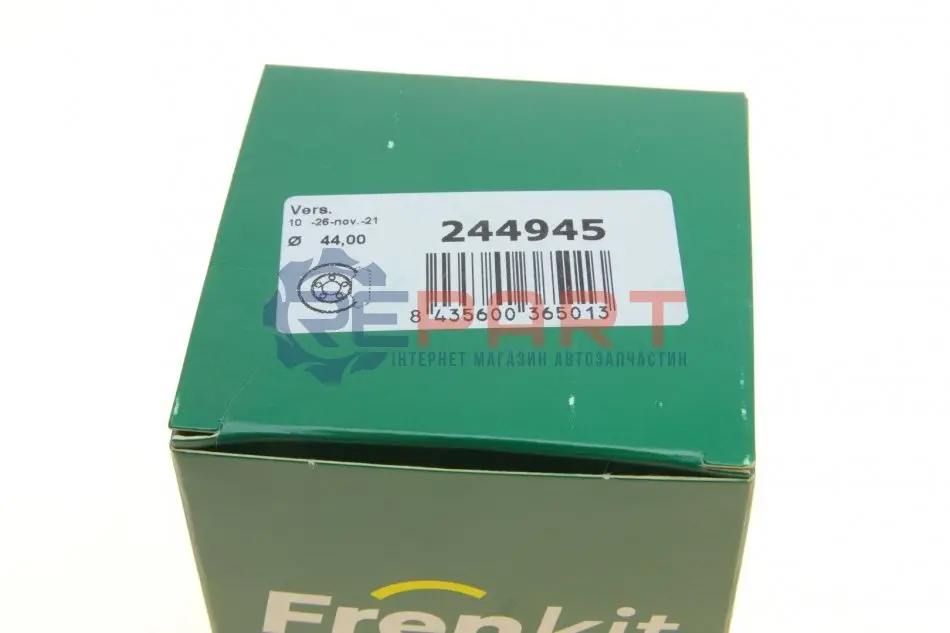 Vers.
10 -26-nov.-21
Ø 44,00
244945
8 435600 365013
REPART
ІНТЕРНЕТ МАГАЗИН АВТОЗАПЧАСТИН
Frenkit